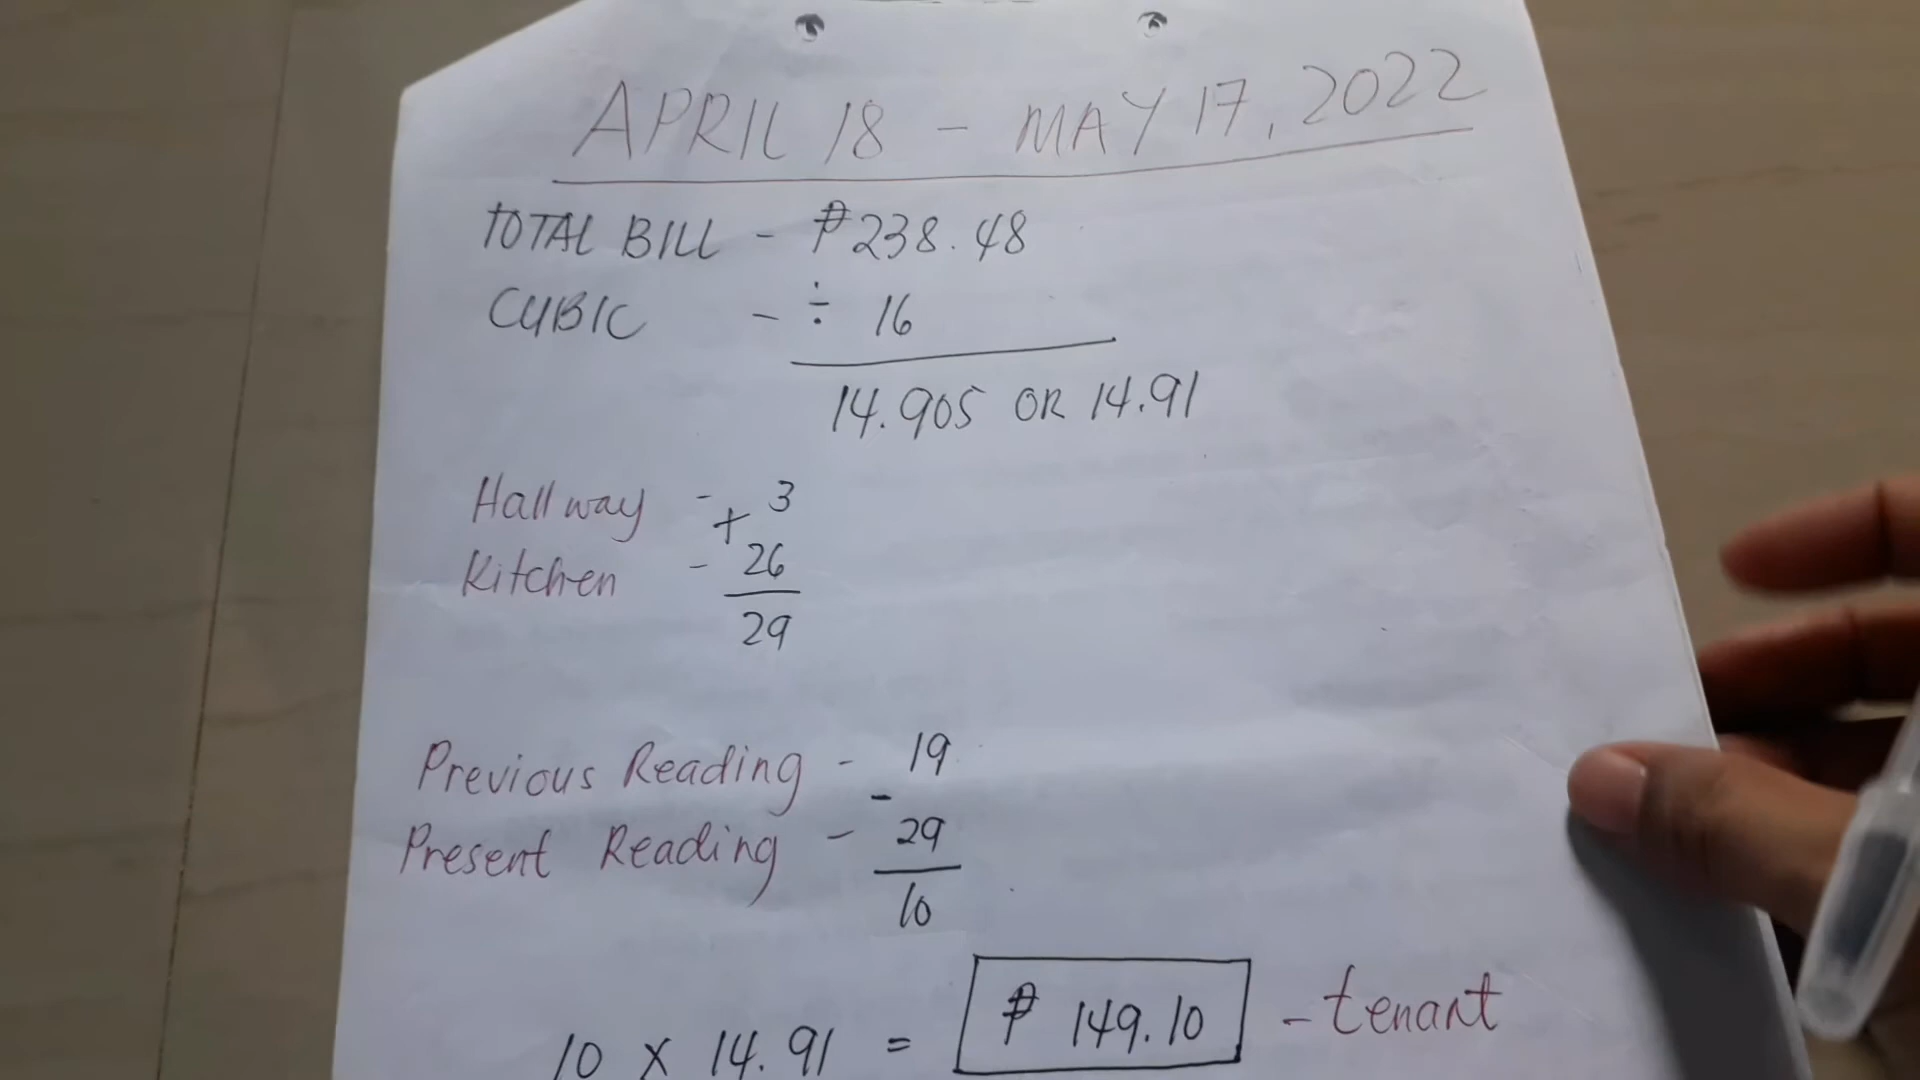 APRIL 18 - MAY 17, 2022
TOTAL BILL - ₱238.48
CUBIC - ÷ 16
14.905 OR 14.91
Hallway - 3
+
Kitchen - 26
29
Previous Reading - 19
-
Present Reading - 29
10
10 x 14.91 = ₱ 149.10 - tenant